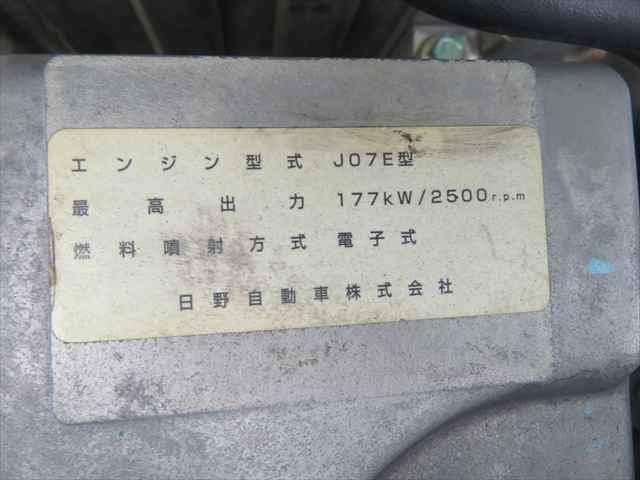 エンジン型式 J07E型
最高出力 177kW/2500r.p.m
燃料噴射方式 電子式
日野自動車株式会社